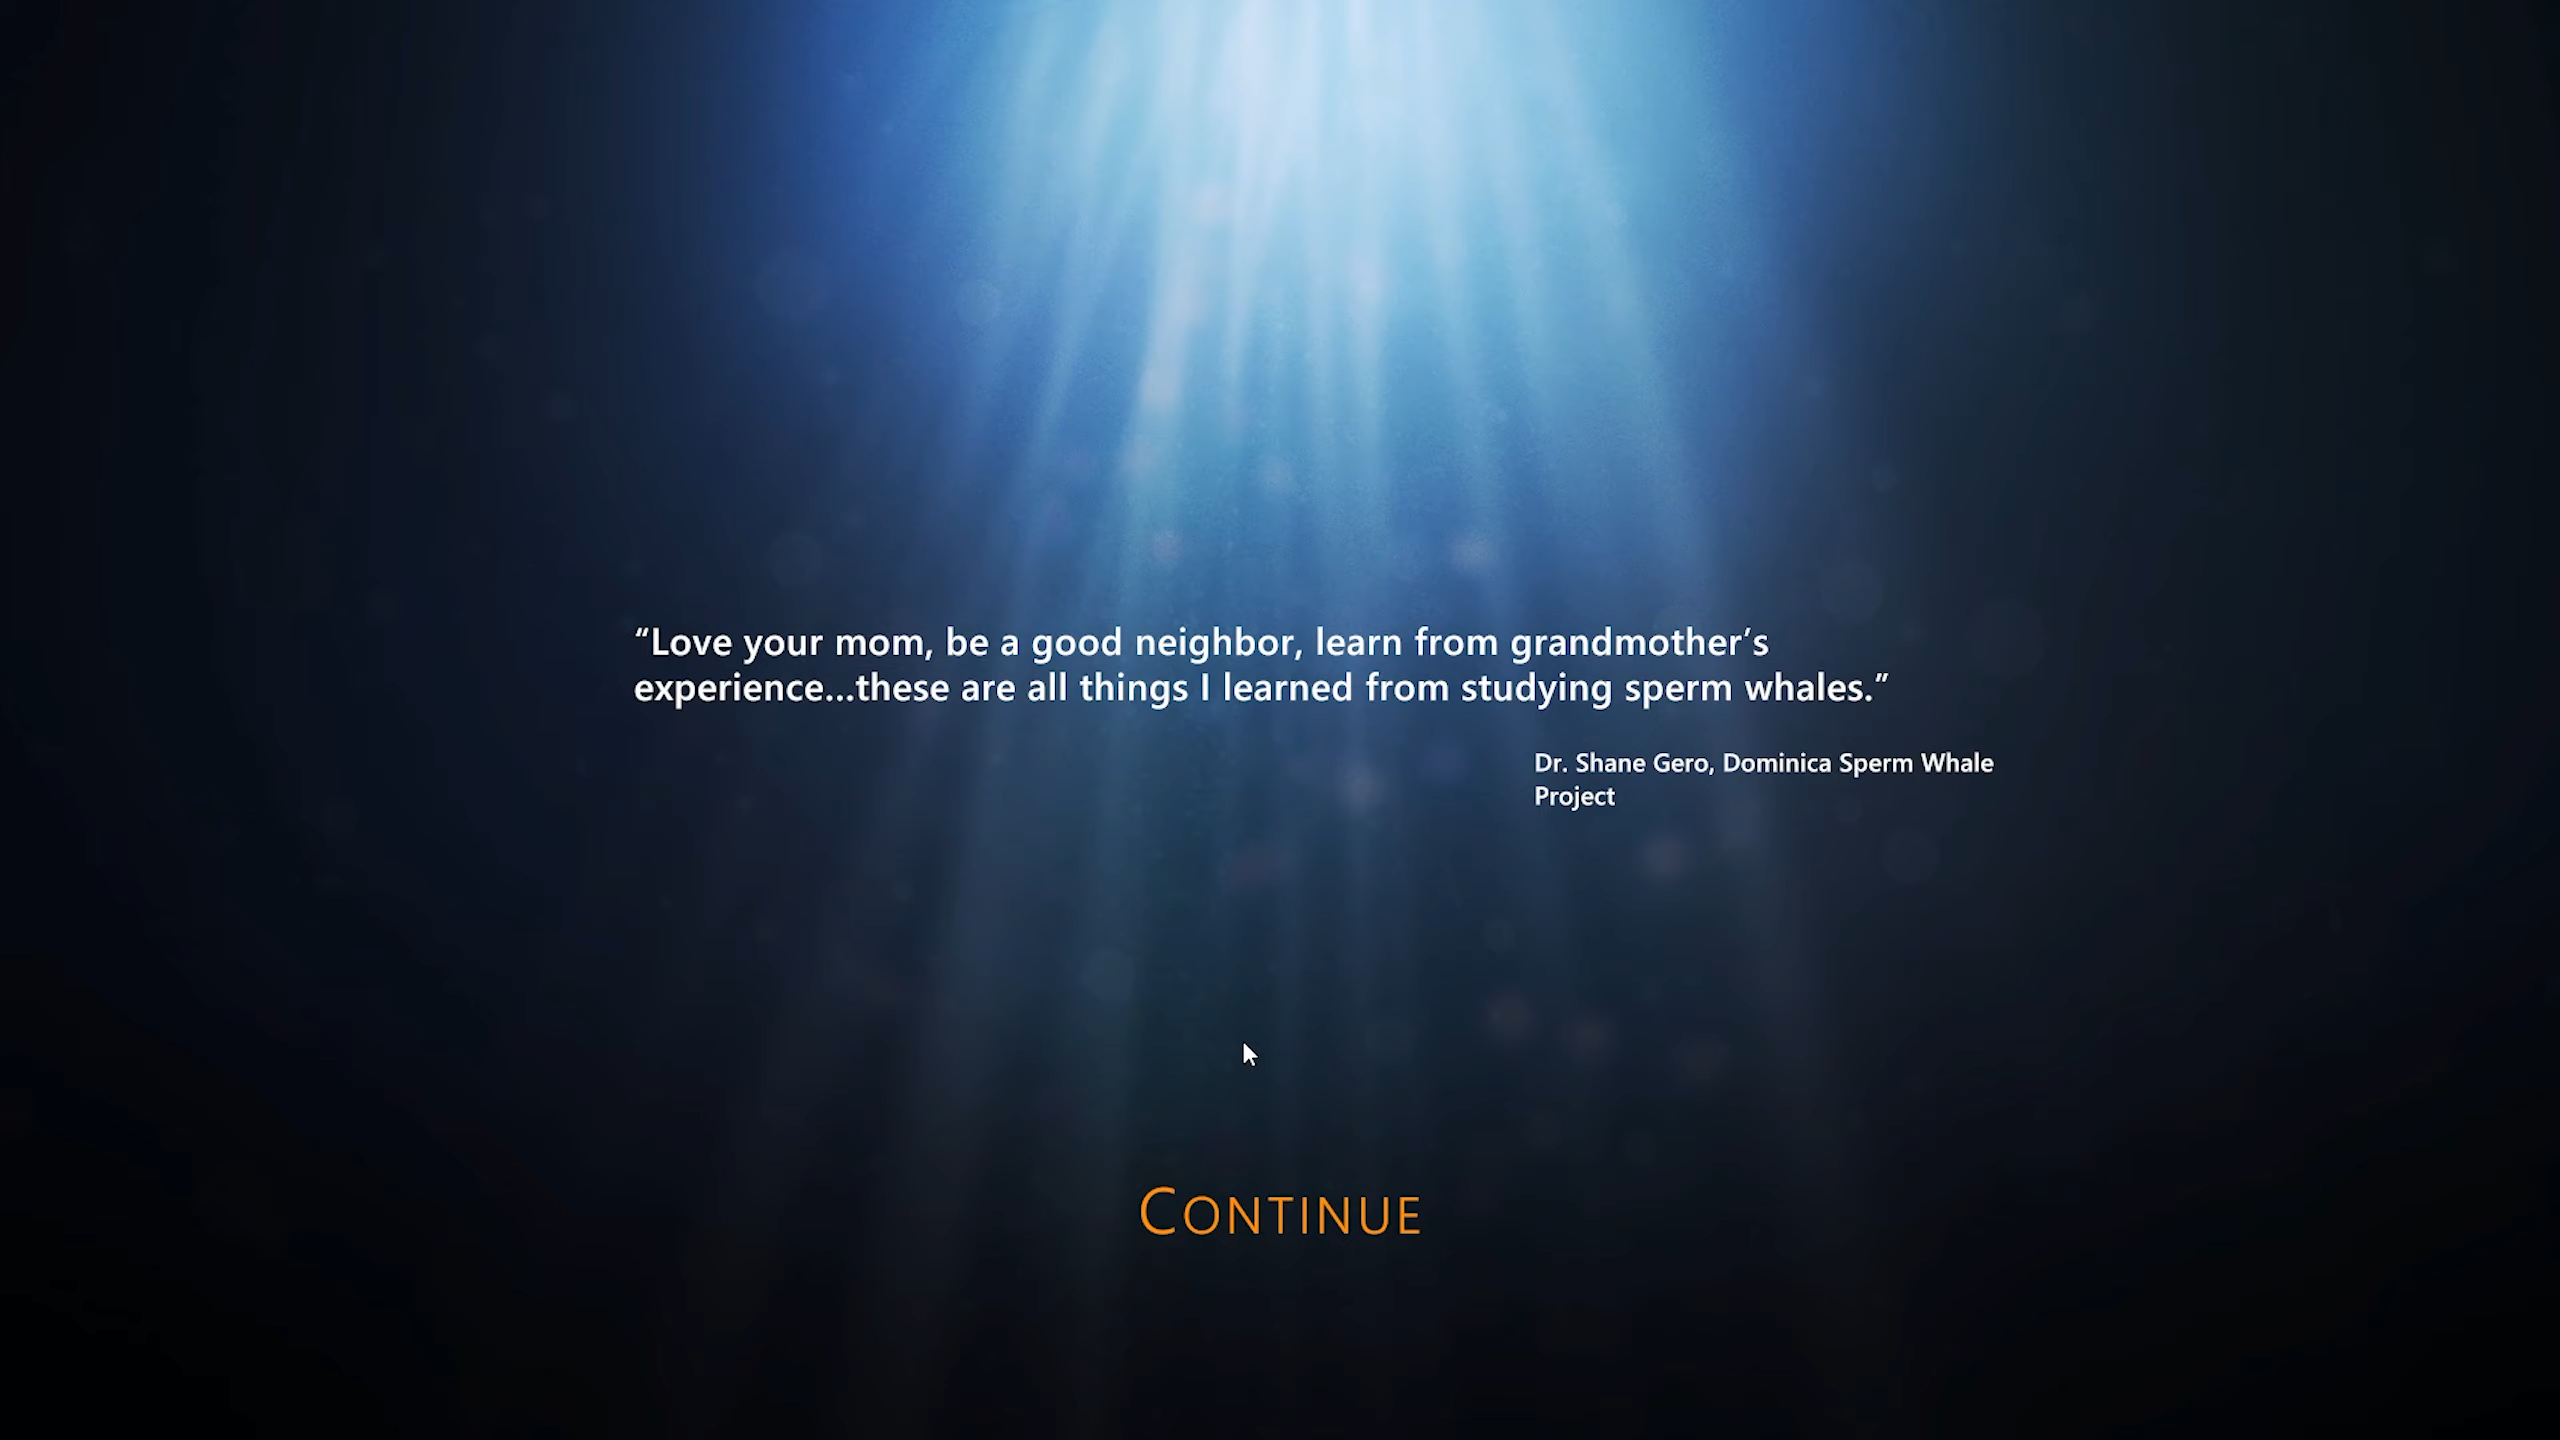 “Love your mom, be a good neighbor, learn from grandmother’s
experience...these are all things I learned from studying sperm whales.”
Dr. Shane Gero, Dominica Sperm Whale
Project
CONTINUE